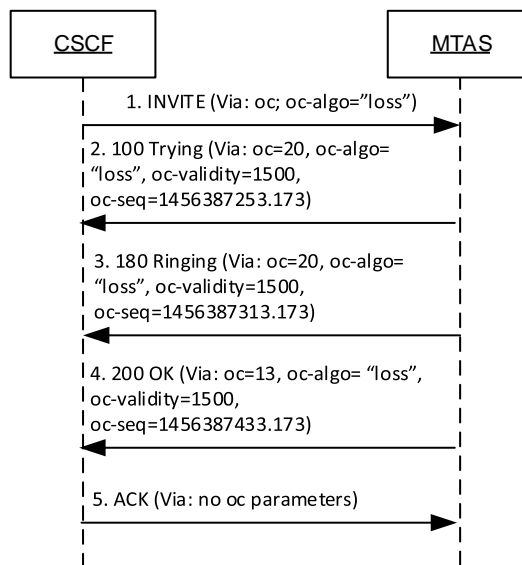 CSCF
MTAS
1. INVITE (Via: oc; oc-algo=”loss”)
2. 100 Trying (Via: oc=20, oc-algo=
“loss”, oc-validity=1500,
oc-seq=1456387253.173)
3. 180 Ringing (Via: oc=20, oc-algo=
“loss”, oc-validity=1500,
oc-seq=1456387313.173)
4. 200 OK (Via: oc=13, oc-algo= “loss”,
oc-validity=1500,
oc-seq=1456387433.173)
5. ACK (Via: no oc parameters)